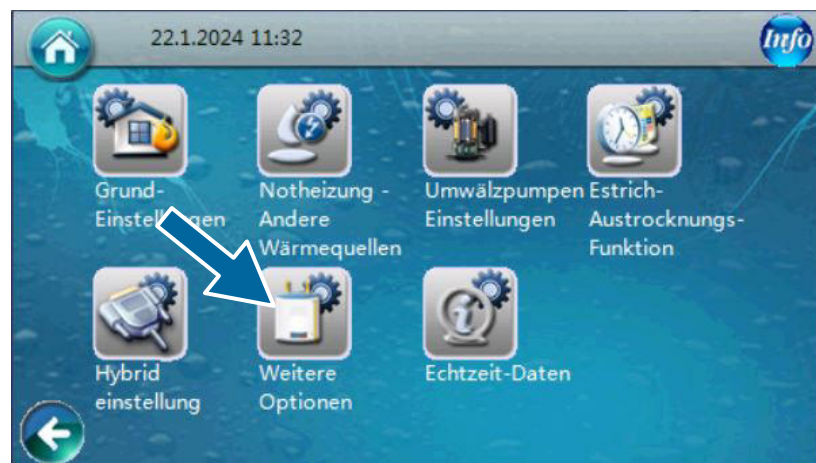 22.1.2024 11:32
Info
Grund-
Einstellungen
Notheizung -
Andere
Wärmequellen
Umwälzpumpen
Einstellungen
Estrich-
Austrocknungs-
Funktion
Hybrid
einstellung
Weitere
Optionen
Echtzeit-Daten